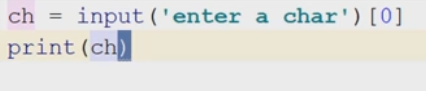 ch = input('enter a char')[0]
print(ch)